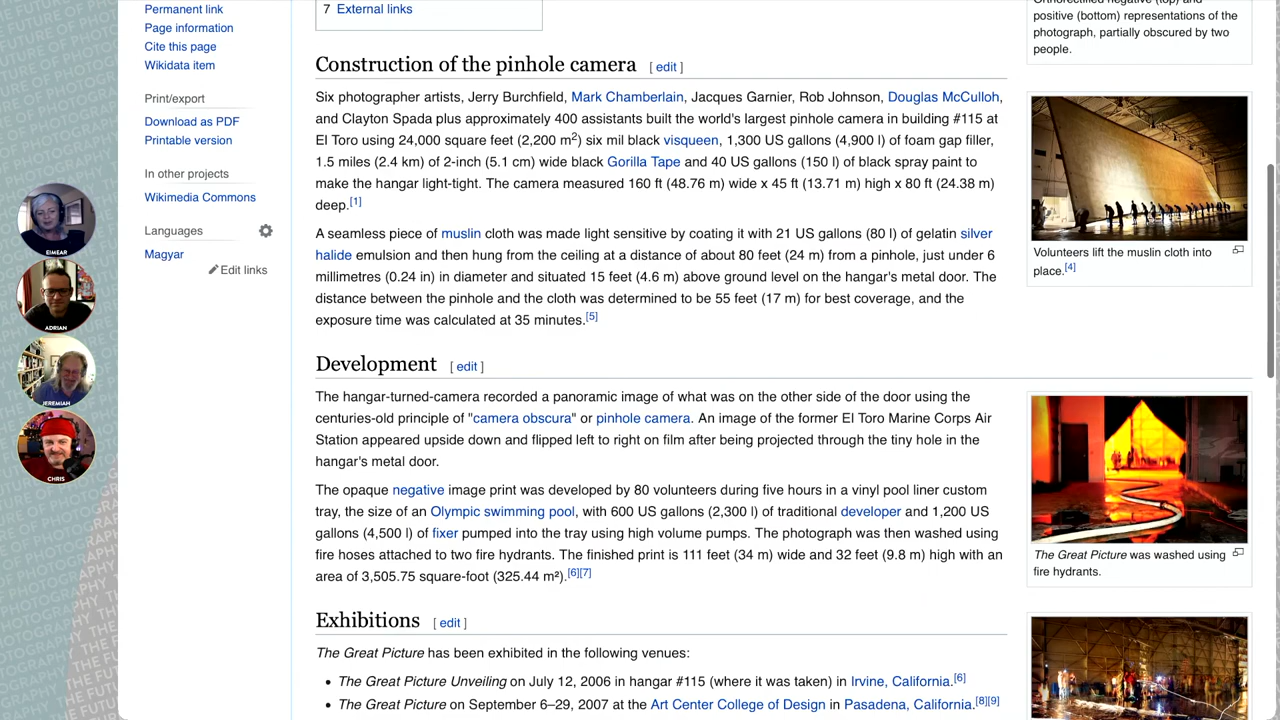 Permanent link
Page information
Cite this page
Wikidata item
Print/export
Download as PDF
Printable version
In other projects
Wikimedia Commons
Languages
Magyar
Edit links
EIMEAR
ADRIAN
JEREMIAH
CHRIS
7 External links
Construction of the pinhole camera [ edit ]
Six photographer artists, Jerry Burchfield, Mark Chamberlain, Jacques Garnier, Rob Johnson, Douglas McCulloh,
and Clayton Spada plus approximately 400 assistants built the world's largest pinhole camera in building #115 at
El Toro using 24,000 square feet (2,200 m²) six mil black visqueen, 1,300 US gallons (4,900 l) of foam gap filler,
1.5 miles (2.4 km) of 2-inch (5.1 cm) wide black Gorilla Tape and 40 US gallons (150 l) of black spray paint to
make the hangar light-tight. The camera measured 160 ft (48.76 m) wide x 45 ft (13.71 m) high x 80 ft (24.38 m)
deep.[1]
A seamless piece of muslin cloth was made light sensitive by coating it with 21 US gallons (80 l) of gelatin silver
halide emulsion and then hung from the ceiling at a distance of about 80 feet (24 m) from a pinhole, just under 6
millimetres (0.24 in) in diameter and situated 15 feet (4.6 m) above ground level on the hangar's metal door. The
distance between the pinhole and the cloth was determined to be 55 feet (17 m) for best coverage, and the
exposure time was calculated at 35 minutes.[5]
Development [ edit ]
The hangar-turned-camera recorded a panoramic image of what was on the other side of the door using the
centuries-old principle of "camera obscura" or pinhole camera. An image of the former El Toro Marine Corps Air
Station appeared upside down and flipped left to right on film after being projected through the tiny hole in the
hangar's metal door.
The opaque negative image print was developed by 80 volunteers during five hours in a vinyl pool liner custom
tray, the size of an Olympic swimming pool, with 600 US gallons (2,300 l) of traditional developer and 1,200 US
gallons (4,500 l) of fixer pumped into the tray using high volume pumps. The photograph was then washed using
fire hoses attached to two fire hydrants. The finished print is 111 feet (34 m) wide and 32 feet (9.8 m) high with an
area of 3,505.75 square-foot (325.44 m²).[6][7]
Exhibitions [ edit ]
The Great Picture has been exhibited in the following venues:
• The Great Picture Unveiling on July 12, 2006 in hangar #115 (where it was taken) in Irvine, California.[6]
• The Great Picture on September 6–29, 2007 at the Art Center College of Design in Pasadena, California.[8][9]
Orthorectified negative (top) and
positive (bottom) representations of the
photograph, partially obscured by two
people.
Volunteers lift the muslin cloth into
place.[4]
The Great Picture was washed using
fire hydrants.